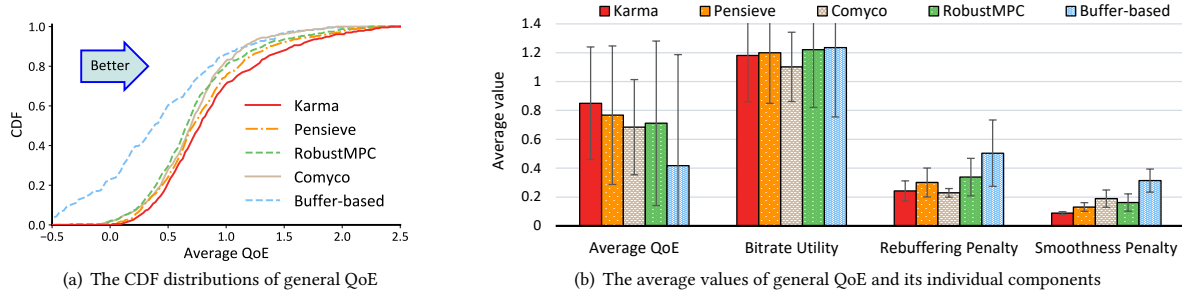 Better
CDF
1.0
0.8
0.6
0.4
0.2
0.0
Karma
Pensieve
RobustMPC
Comyco
Buffer-based
−0.5 0.0 0.5 1.0 1.5 2.0 2.5
Average QoE
(a) The CDF distributions of general QoE
Karma Pensieve Comyco RobustMPC Buffer-based
Average value
1.4
1.2
1
0.8
0.6
0.4
0.2
0
Average QoE Bitrate Utility Rebuffering Penalty Smoothness Penalty
(b) The average values of general QoE and its individual components